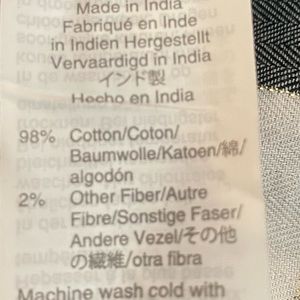 Made in India
Fabriqué en Inde
in Indien Hergestellt
Vervaardigd in India
インド製
Hecho en India
98% Cotton/Coton/
Baumwolle/Katoen/綿/
algodón
2% Other Fiber/Autre
Fibre/Sonstige Faser/
Andere Vezel/その他
の繊維/otra fibra
Machine wash cold with